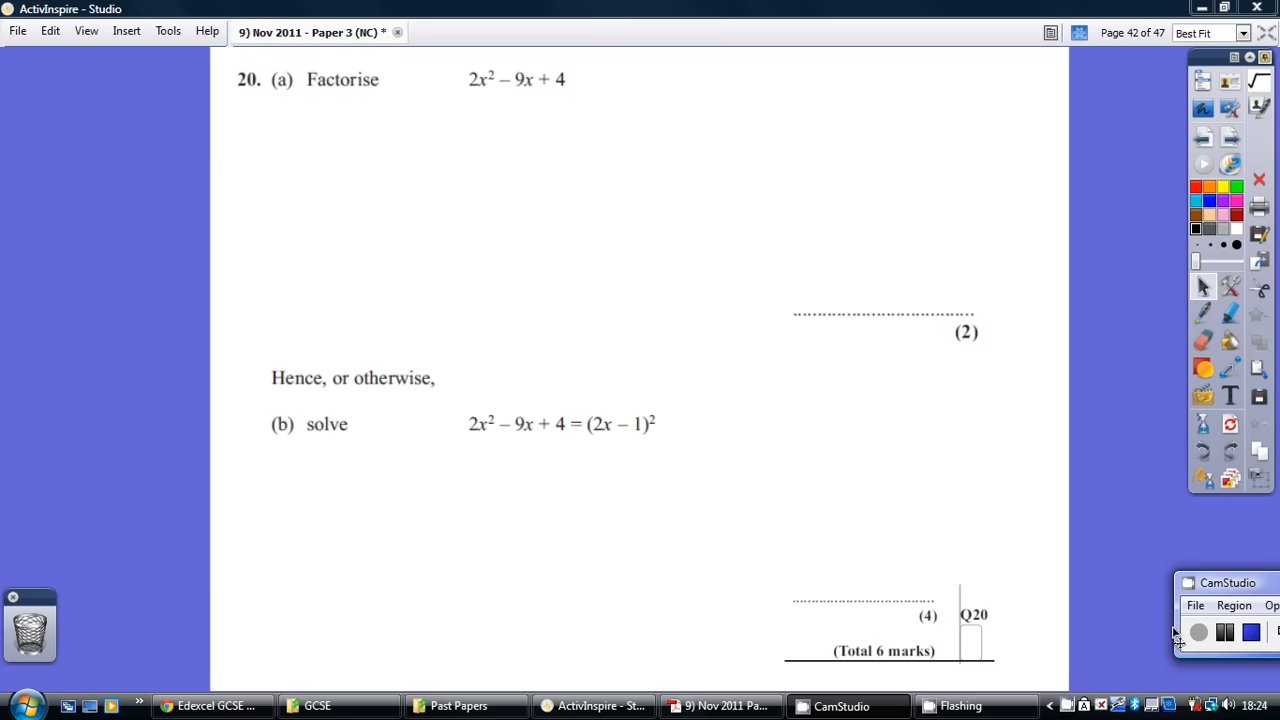 ActivInspire - Studio
File Edit View Insert Tools Help
9) Nov 2011 - Paper 3 (NC) *
Page 42 of 47
Best Fit
20. (a) Factorise 2x² – 9x + 4
(2)
Hence, or otherwise,
(b) solve 2x² – 9x + 4 = (2x – 1)²
(4)
Q20
(Total 6 marks)
CamStudio
File Region Op
Edexcel GCSE ...
GCSE
Past Papers
ActivInspire - St...
9) Nov 2011 - Pa...
CamStudio
Flashing
18:24